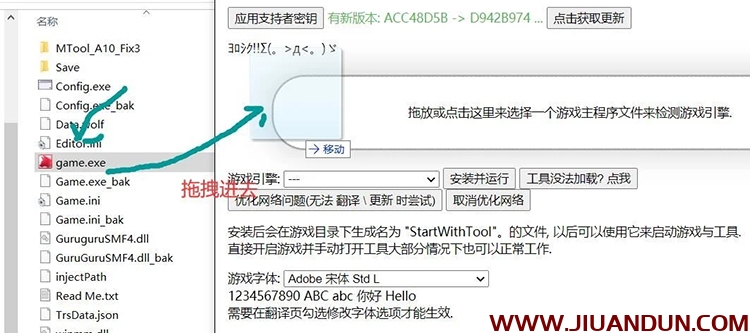 名称
MTool_A10_Fix3
Save
Config.exe
Config.exe_bak
Data.wolf
Editor.ini
game.exe
Game.exe_bak
Game.ini
Game.ini_bak
GuruguruSMF4.dll
GuruguruSMF4.dll_bak
injectPath
Read Me.txt
TrsData.json
拖拽进去
应用支持者密钥 有新版本: ACC48D5B -> D942B974 ... 点击获取更新
拖放或点击这里来选择一个游戏主程序文件来检测游戏引擎.
→ 移动
游戏引擎: --- 安装并运行 工具没法加载? 点我
优化网络问题(无法 翻译 \ 更新 时尝试) 取消优化网络
安装后会在游戏目录下生成名为 "StartWithTool". 的文件, 以后可以使用它来启动游戏与工具.
直接开启游戏并手动打开工具大部分情况下也可以正常工作.
游戏字体: Adobe 宋体 Std L
1234567890 ABC abc 你好 Hello
需要在翻译页勾选修改字体选项才能生效.
WWW.JIUANDUN.COM